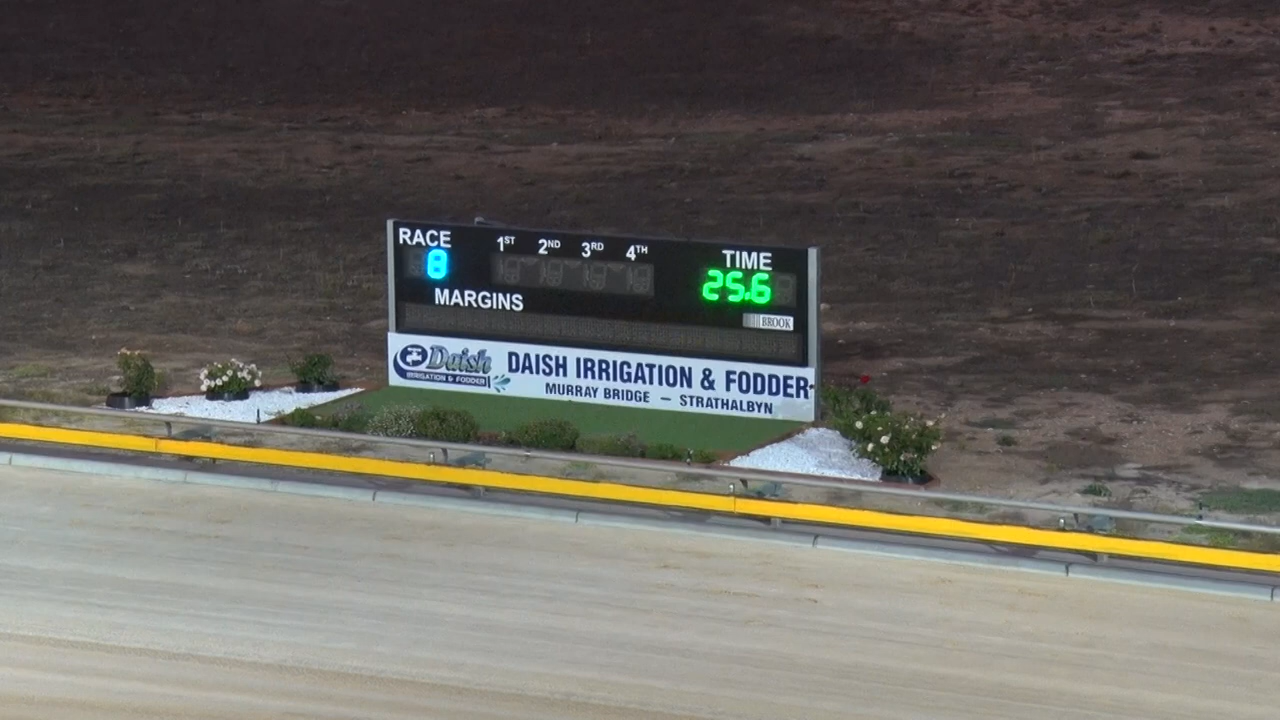 RACE 1ST 2ND 3RD 4TH TIME
8 25.6
MARGINS
BROOK
Daish
IRRIGATION & FODDER
DAISH IRRIGATION & FODDER
MURRAY BRIDGE – STRATHALBYN